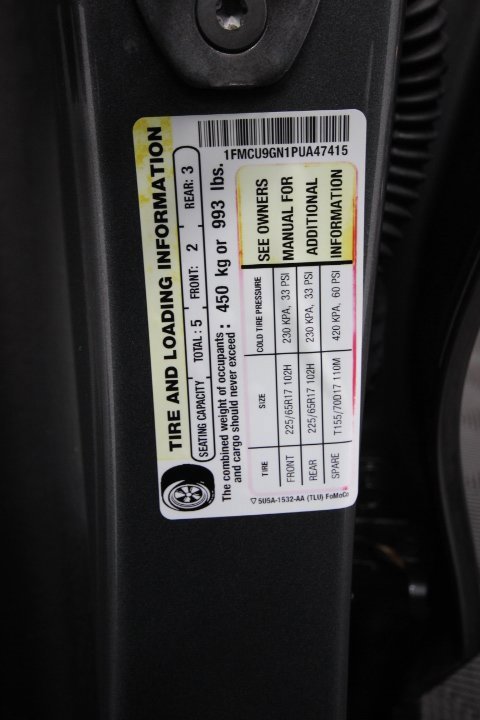 1FMCU9GN1PUA47415
TIRE AND LOADING INFORMATION
SEATING CAPACITY TOTAL : 5 FRONT: 2 REAR: 3
The combined weight of occupants and cargo should never exceed : 450 kg or 993 lbs.
TIRE SIZE COLD TIRE PRESSURE SEE OWNERS
FRONT 225/65R17 102H 230 KPA, 33 PSI MANUAL FOR
REAR 225/65R17 102H 230 KPA, 33 PSI ADDITIONAL
SPARE T155/70D17 110M 420 KPA, 60 PSI INFORMATION
▽ 5U5A-1532-AA (TLU) FoMoCo